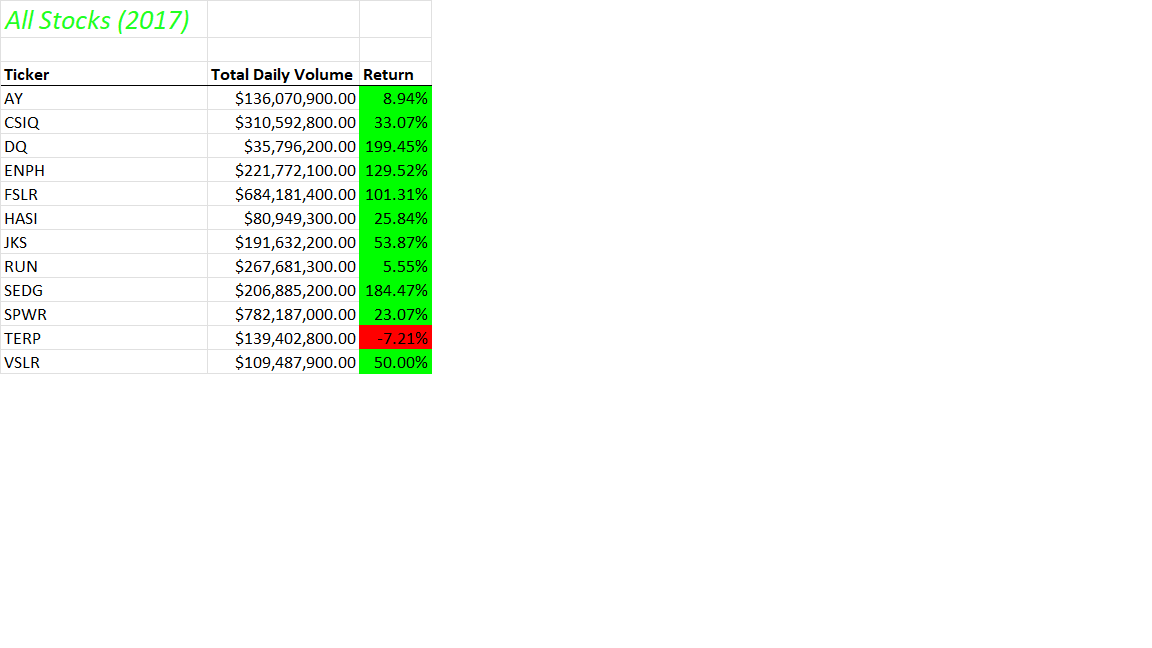 All Stocks (2017)
Ticker Total Daily Volume Return
AY $136,070,900.00 8.94%
CSIQ $310,592,800.00 33.07%
DQ $35,796,200.00 199.45%
ENPH $221,772,100.00 129.52%
FSLR $684,181,400.00 101.31%
HASI $80,949,300.00 25.84%
JKS $191,632,200.00 53.87%
RUN $267,681,300.00 5.55%
SEDG $206,885,200.00 184.47%
SPWR $782,187,000.00 23.07%
TERP $139,402,800.00 -7.21%
VSLR $109,487,900.00 50.00%